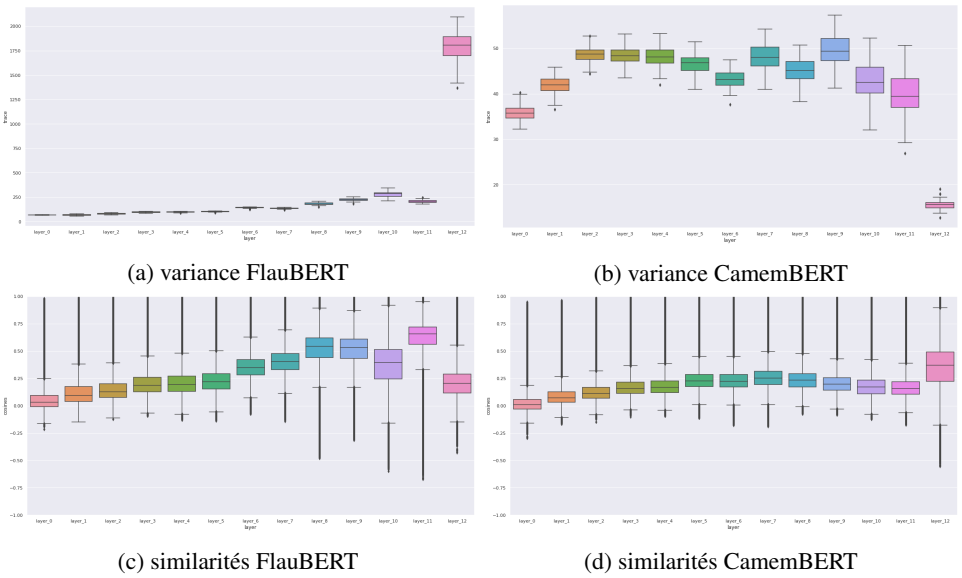 2000
1750
1500
1250
1000
750
500
250
0
trace
layer_0 layer_1 layer_2 layer_3 layer_4 layer_5 layer_6 layer_7 layer_8 layer_9 layer_10 layer_11 layer_12
layer
(a) variance FlauBERT
50
40
30
20
trace
layer_0 layer_1 layer_2 layer_3 layer_4 layer_5 layer_6 layer_7 layer_8 layer_9 layer_10 layer_11 layer_12
layer
(b) variance CamemBERT
1.00
0.75
0.50
0.25
0.00
−0.25
−0.50
−0.75
−1.00
cosines
layer_0 layer_1 layer_2 layer_3 layer_4 layer_5 layer_6 layer_7 layer_8 layer_9 layer_10 layer_11 layer_12
layer
(c) similarités FlauBERT
1.00
0.75
0.50
0.25
0.00
−0.25
−0.50
−0.75
−1.00
cosines
layer_0 layer_1 layer_2 layer_3 layer_4 layer_5 layer_6 layer_7 layer_8 layer_9 layer_10 layer_11 layer_12
layer
(d) similarités CamemBERT